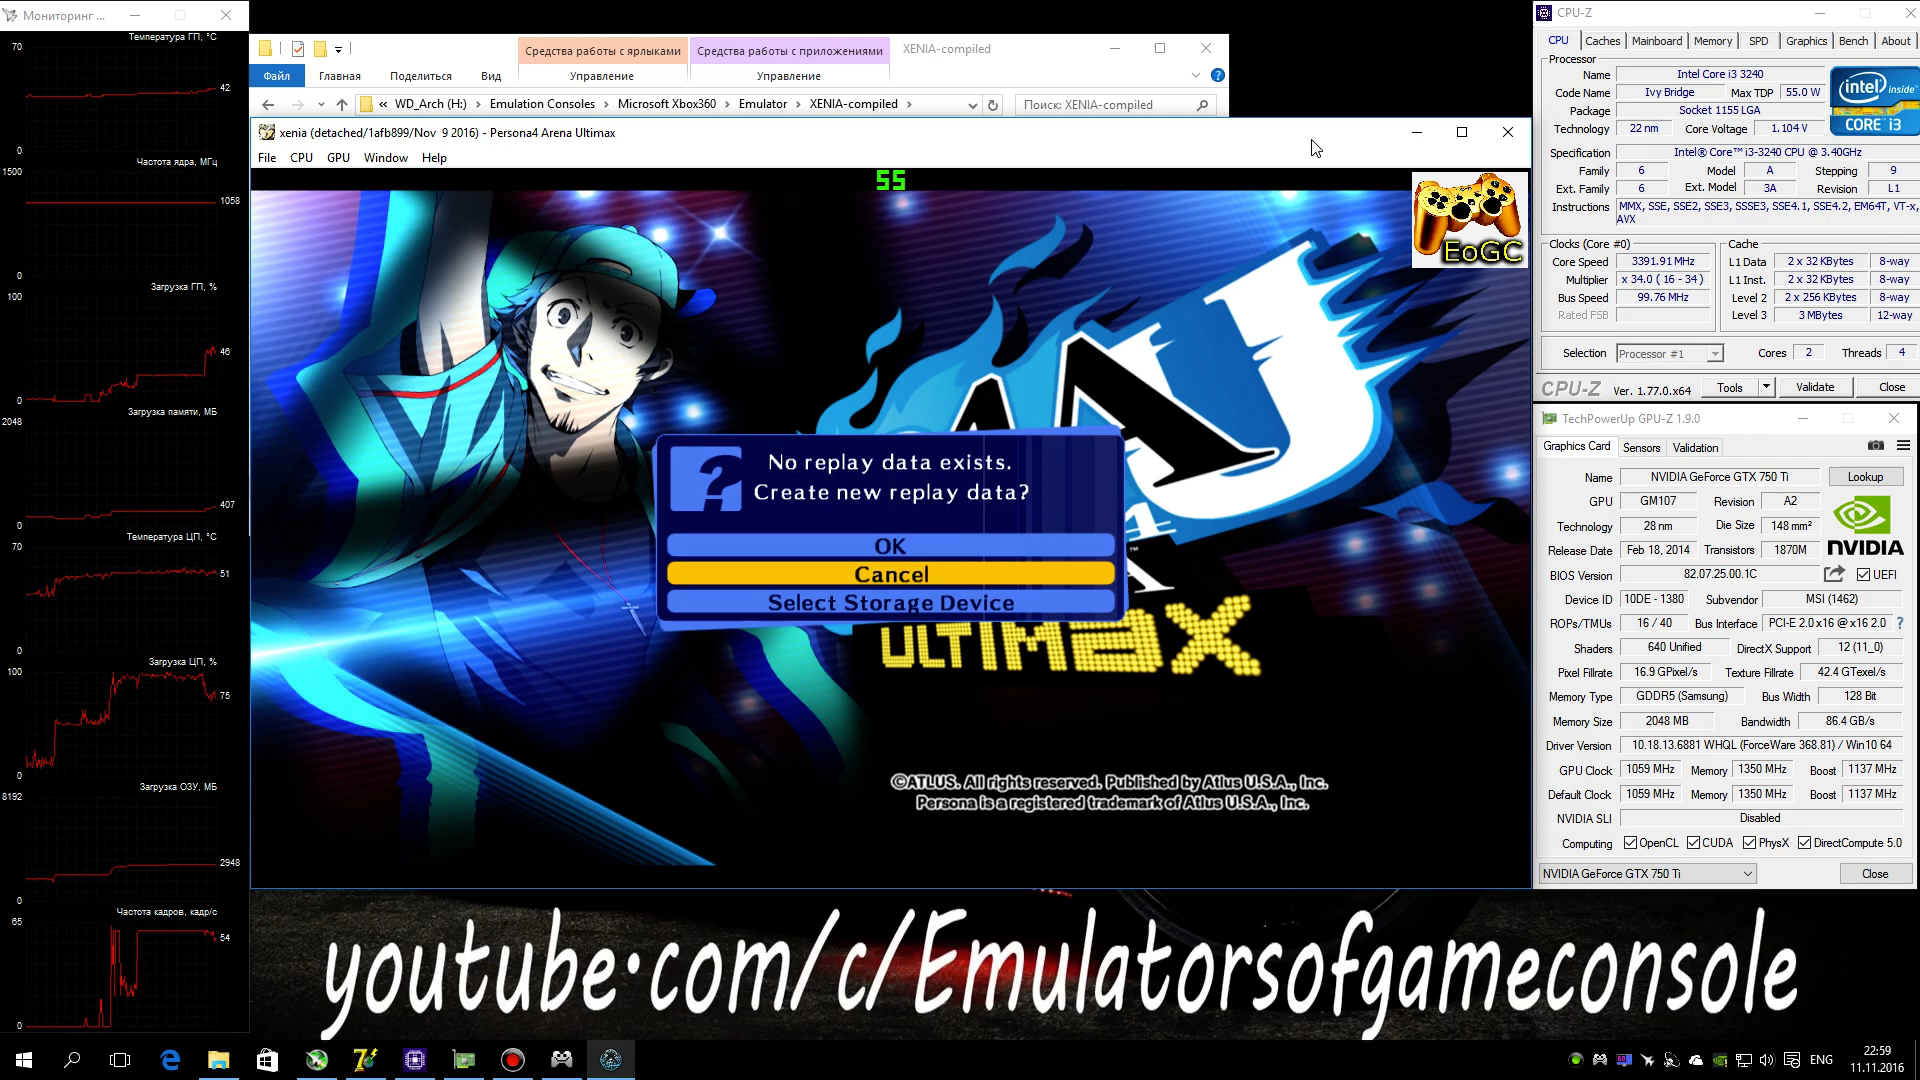 Мониторинг ...
Температура ГП, °C
70
42
0
Частота ядра, МГц
1500
1058
0
Загрузка ГП, %
100
46
0
Загрузка памяти, МБ
2048
407
0
Температура ЦП, °C
70
51
0
Загрузка ЦП, %
100
75
0
Загрузка ОЗУ, МБ
8192
2948
0
Частота кадров, кадр/с
65
54
0
Средства работы с ярлыками
Средства работы с приложениями
XENIA-compiled
Файл
Главная
Поделиться
Вид
Управление
Управление
« WD_Arch (H:) › Emulation Consoles › Microsoft Xbox360 › Emulator › XENIA-compiled ›
Поиск: XENIA-compiled
xenia (detached/1afb899/Nov 9 2016) - Persona4 Arena Ultimax
File CPU GPU Window Help
55
EoGC
No replay data exists.
Create new replay data?
OK
Cancel
Select Storage Device
ULTIMAX
©ATLUS. All rights reserved. Published by Atlus U.S.A., Inc.
Persona is a registered trademark of Atlus U.S.A., Inc.
youtube.com/c/Emulatorsofgameconsole
CPU-Z
CPU Caches Mainboard Memory SPD Graphics Bench About
Processor
Name Intel Core i3 3240
Code Name Ivy Bridge Max TDP 55.0 W
Package Socket 1155 LGA
Technology 22 nm Core Voltage 1.104 V
intel inside™
CORE i3
Specification Intel® Core™ i3-3240 CPU @ 3.40GHz
Family 6 Model A Stepping 9
Ext. Family 6 Ext. Model 3A Revision L1
Instructions MMX, SSE, SSE2, SSE3, SSSE3, SSE4.1, SSE4.2, EM64T, VT-x,
AVX
Clocks (Core #0)
Core Speed 3391.91 MHz
Multiplier x 34.0 ( 16 - 34 )
Bus Speed 99.76 MHz
Rated FSB
Cache
L1 Data 2 x 32 KBytes 8-way
L1 Inst. 2 x 32 KBytes 8-way
Level 2 2 x 256 KBytes 8-way
Level 3 3 MBytes 12-way
Selection Processor #1 Cores 2 Threads 4
CPU-Z Ver. 1.77.0.x64 Tools Validate Close
TechPowerUp GPU-Z 1.9.0
Graphics Card Sensors Validation
Name NVIDIA GeForce GTX 750 Ti Lookup
GPU GM107 Revision A2
Technology 28 nm Die Size 148 mm²
Release Date Feb 18, 2014 Transistors 1870M
NVIDIA
BIOS Version 82.07.25.00.1C UEFI
Device ID 10DE - 1380 Subvendor MSI (1462)
ROPs/TMUs 16 / 40 Bus Interface PCI-E 2.0 x16 @ x16 2.0 ?
Shaders 640 Unified DirectX Support 12 (11_0)
Pixel Fillrate 16.9 GPixel/s Texture Fillrate 42.4 GTexel/s
Memory Type GDDR5 (Samsung) Bus Width 128 Bit
Memory Size 2048 MB Bandwidth 86.4 GB/s
Driver Version 10.18.13.6881 WHQL (ForceWare 368.81) / Win10 64
GPU Clock 1059 MHz Memory 1350 MHz Boost 1137 MHz
Default Clock 1059 MHz Memory 1350 MHz Boost 1137 MHz
NVIDIA SLI Disabled
Computing OpenCL CUDA PhysX DirectCompute 5.0
NVIDIA GeForce GTX 750 Ti Close
ENG
22:59
11.11.2016